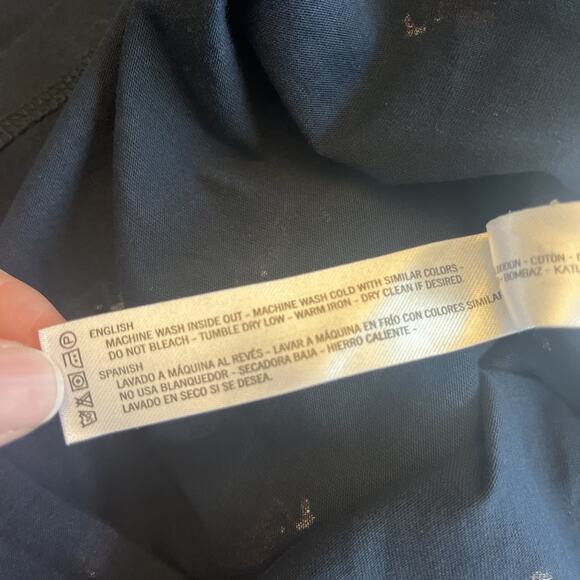 ENGLISH
MACHINE WASH INSIDE OUT - MACHINE WASH COLD WITH SIMILAR COLORS -
DO NOT BLEACH - TUMBLE DRY LOW - WARM IRON - DRY CLEAN IF DESIRED.
SPANISH
LAVADO A MÁQUINA AL REVÉS - LAVAR A MÁQUINA EN FRÍO CON COLORES SIMILAR
NO USA BLANQUEDOR - SECADORA BAJA - HIERRO CALIENTE -
LAVADO EN SECO SI SE DESEA.
ODON - COTON -
- BOMBAZ - KATU
P